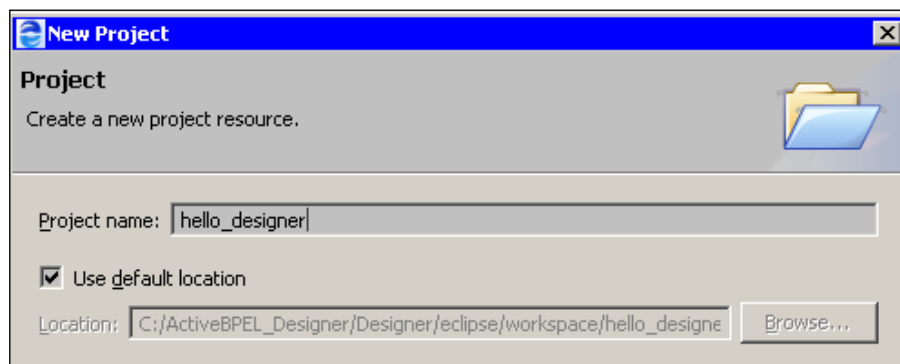 New Project
Project
Create a new project resource.
Project name: hello_designer
Use default location
Location: C:/ActiveBPEL_Designer/Designer/eclipse/workspace/hello_designe Browse...